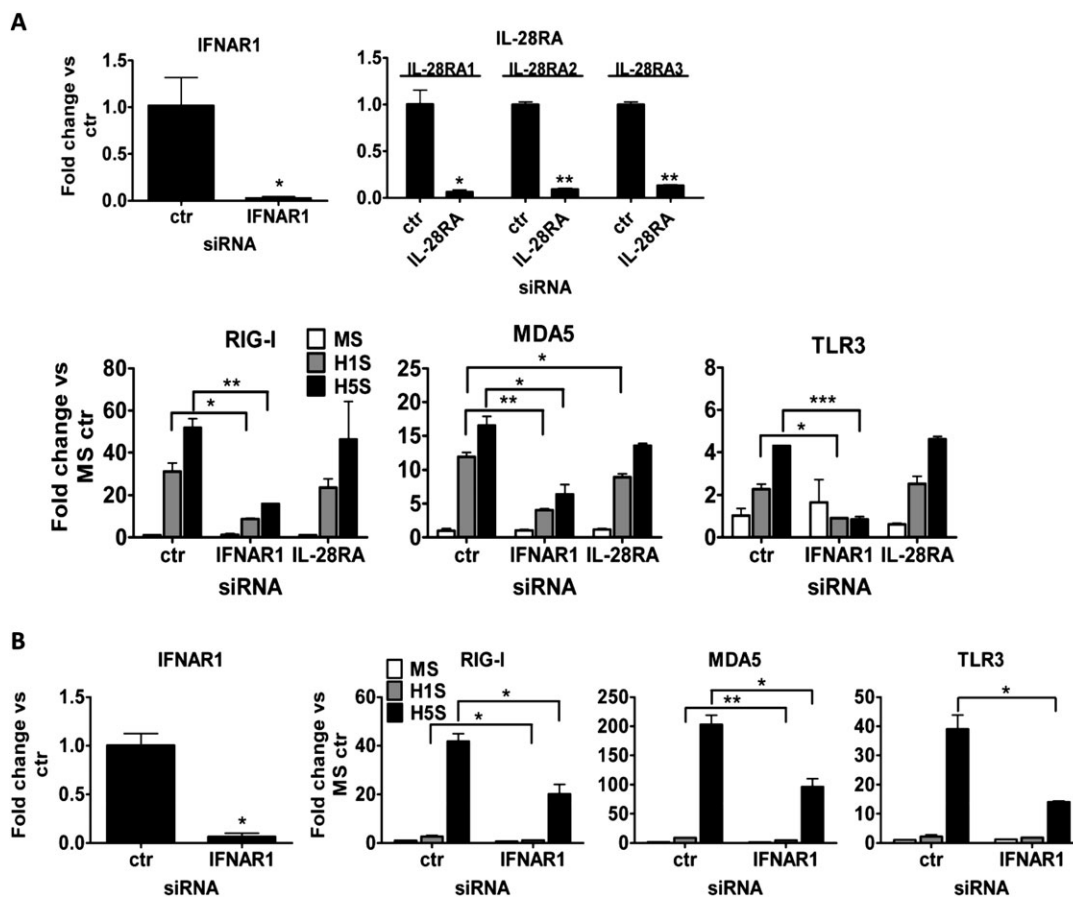 A
IFNAR1
Fold change vs
ctr
1.5
1.0
0.5
0.0
*
ctr IFNAR1
siRNA
IL-28RA
IL-28RA1 IL-28RA2 IL-28RA3
1.5
1.0
0.5
0.0
* ** **
ctr IL-28RA ctr IL-28RA ctr IL-28RA
siRNA
RIG-I
MS
H1S
H5S
Fold change vs
MS ctr
80
60
40
20
0
**
*
ctr IFNAR1 IL-28RA
siRNA
MDA5
25
20
15
10
5
0
*
*
**
ctr IFNAR1 IL-28RA
siRNA
TLR3
8
6
4
2
0
***
*
ctr IFNAR1 IL-28RA
siRNA
B
IFNAR1
Fold change vs
ctr
1.5
1.0
0.5
0.0
*
ctr IFNAR1
siRNA
RIG-I
MS
H1S
H5S
Fold change vs
MS ctr
60
40
20
0
*
*
ctr IFNAR1
siRNA
MDA5
250
200
150
100
50
0
*
**
ctr IFNAR1
siRNA
TLR3
50
40
30
20
10
0
*
ctr IFNAR1
siRNA